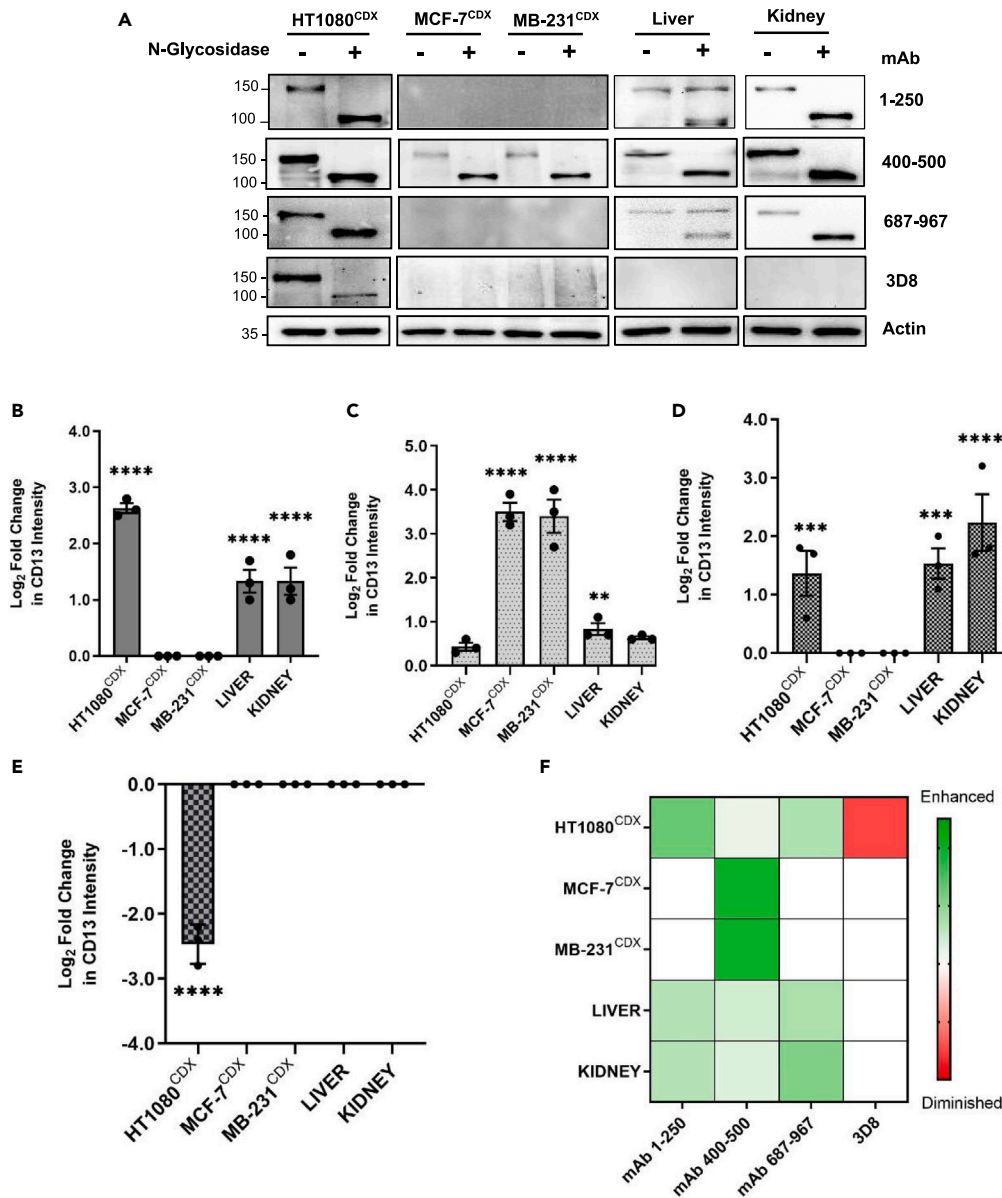 A
HT1080CDX MCF-7CDX MB-231CDX Liver Kidney
N-Glycosidase - + - + - + - + - + mAb
150
100
1-250
150
100
400-500
150
100
687-967
150
100
3D8
35
Actin
B
Log2 Fold Change
in CD13 Intensity
4.0
3.0
2.0
1.0
0.0
****
****
****
HT1080CDX
MCF-7CDX
MB-231CDX
LIVER
KIDNEY
C
Log2 Fold Change
in CD13 Intensity
5.0
4.0
3.0
2.0
1.0
0.0
****
****
**
HT1080CDX
MCF-7CDX
MB-231CDX
LIVER
KIDNEY
D
Log2 Fold Change
in CD13 Intensity
4.0
3.0
2.0
1.0
0.0
***
***
****
HT1080CDX
MCF-7CDX
MB-231CDX
LIVER
KIDNEY
E
Log2 Fold Change
in CD13 Intensity
0.0
-1.0
-2.0
-3.0
-4.0
****
HT1080CDX
MCF-7CDX
MB-231CDX
LIVER
KIDNEY
F
HT1080CDX
MCF-7CDX
MB-231CDX
LIVER
KIDNEY
mAb 1-250
mAb 400-500
mAb 687-967
3D8
Enhanced
Diminished